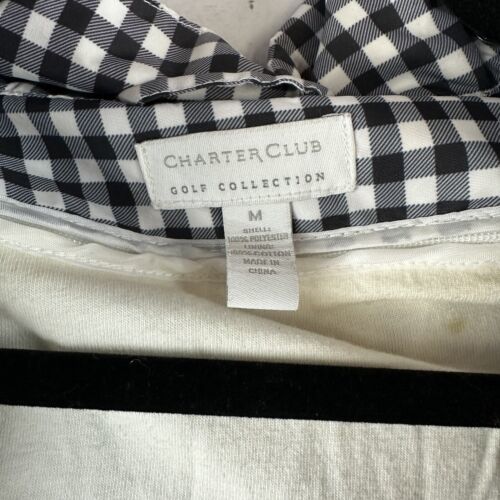 CHARTER CLUB
GOLF COLLECTION
M
SHELL:
100% POLYESTER
LINING:
100% COTTON
MADE IN
CHINA